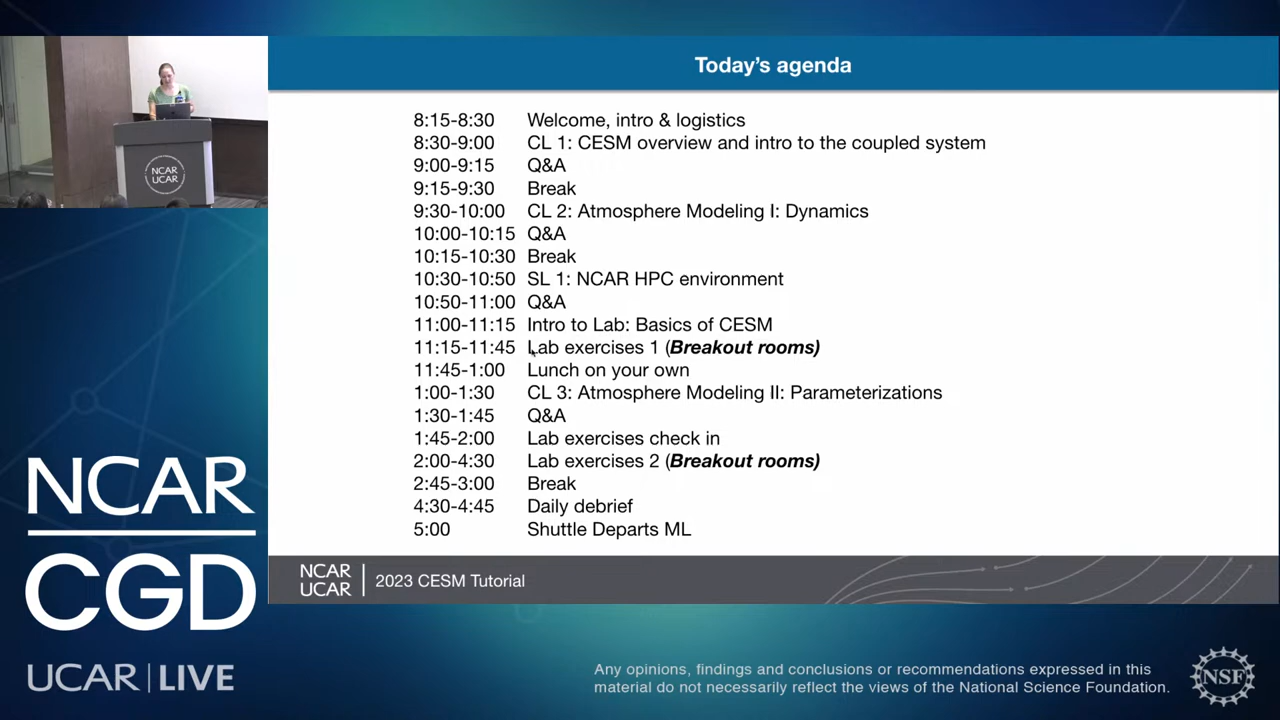 Today's agenda
8:15-8:30 Welcome, intro & logistics
8:30-9:00 CL 1: CESM overview and intro to the coupled system
9:00-9:15 Q&A
9:15-9:30 Break
9:30-10:00 CL 2: Atmosphere Modeling I: Dynamics
10:00-10:15 Q&A
10:15-10:30 Break
10:30-10:50 SL 1: NCAR HPC environment
10:50-11:00 Q&A
11:00-11:15 Intro to Lab: Basics of CESM
11:15-11:45 Lab exercises 1 (Breakout rooms)
11:45-1:00 Lunch on your own
1:00-1:30 CL 3: Atmosphere Modeling II: Parameterizations
1:30-1:45 Q&A
1:45-2:00 Lab exercises check in
2:00-4:30 Lab exercises 2 (Breakout rooms)
2:45-3:00 Break
4:30-4:45 Daily debrief
5:00 Shuttle Departs ML
NCAR
UCAR
2023 CESM Tutorial
NCAR
UCAR
NCAR
CGD
UCAR | LIVE
Any opinions, findings and conclusions or recommendations expressed in this
material do not necessarily reflect the views of the National Science Foundation.
NSF